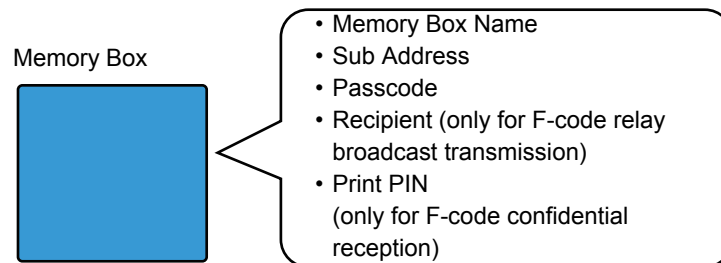 Memory Box
• Memory Box Name
• Sub Address
• Passcode
• Recipient (only for F-code relay
broadcast transmission)
• Print PIN
(only for F-code confidential
reception)